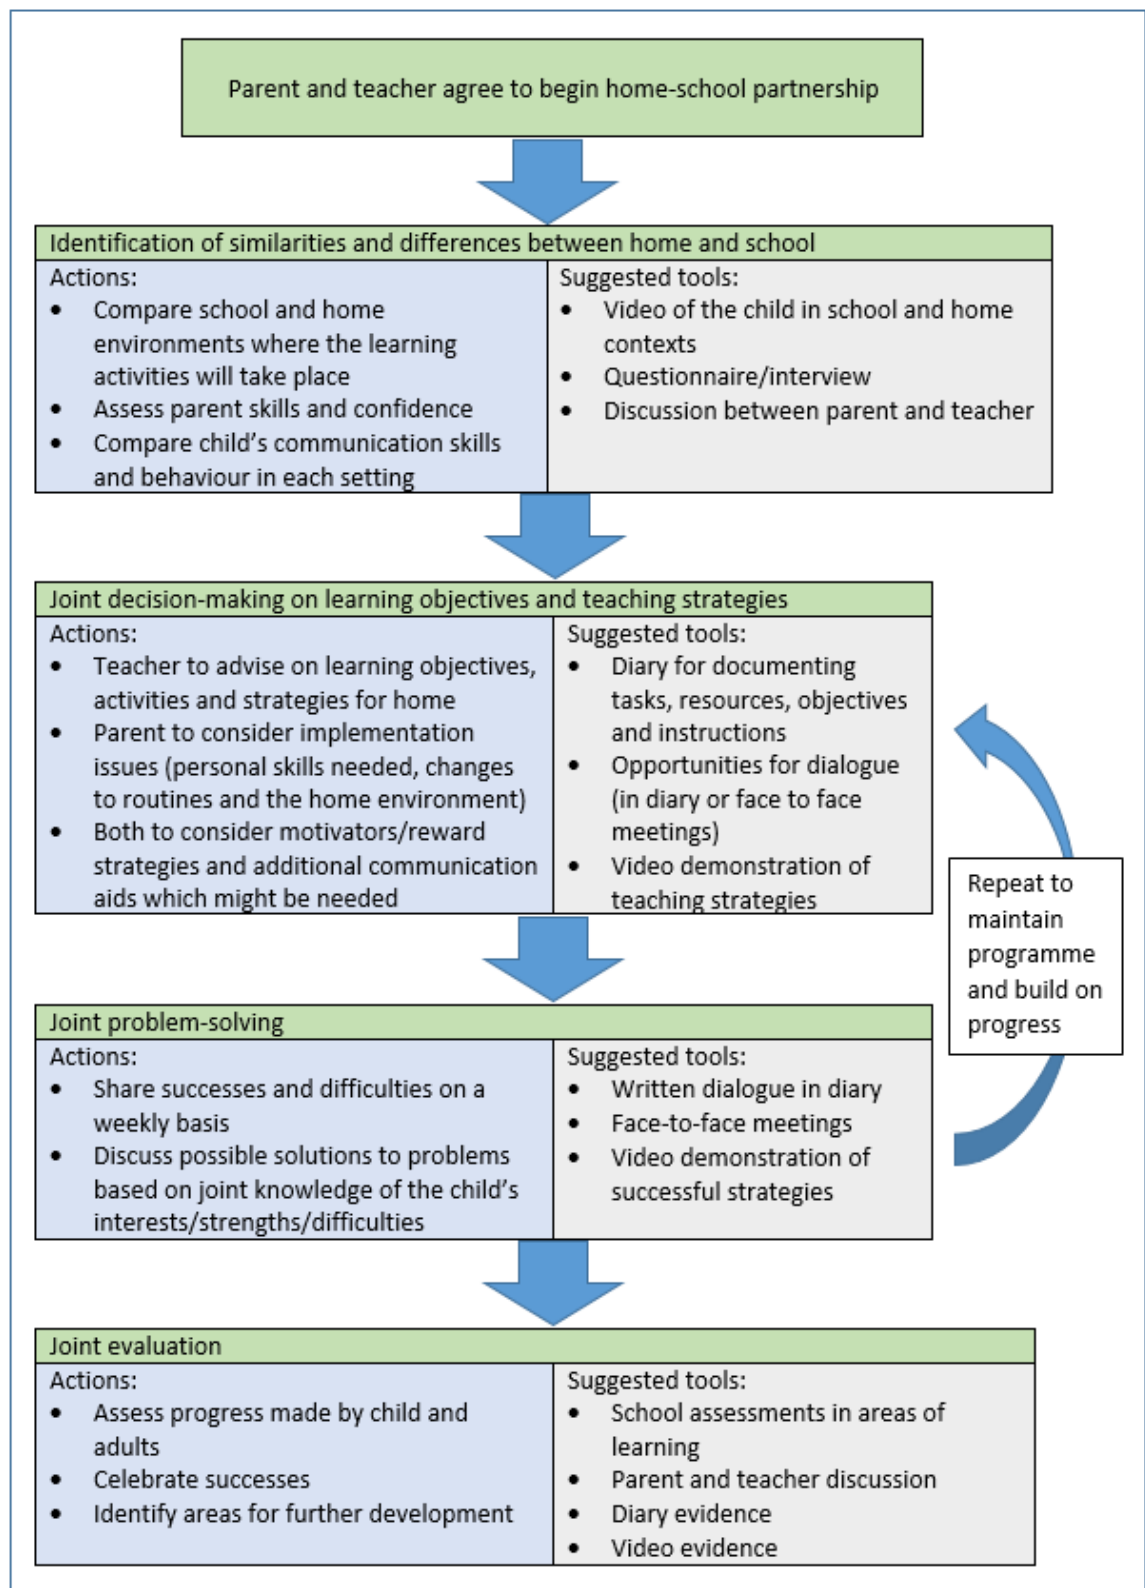 Parent and teacher agree to begin home-school partnership
Identification of similarities and differences between home and school
Actions:
• Compare school and home
environments where the learning
activities will take place
• Assess parent skills and confidence
• Compare child's communication skills
and behaviour in each setting
Suggested tools:
• Video of the child in school and home
contexts
• Questionnaire/interview
• Discussion between parent and teacher
Joint decision-making on learning objectives and teaching strategies
Actions:
• Teacher to advise on learning objectives,
activities and strategies for home
• Parent to consider implementation
issues (personal skills needed, changes
to routines and the home environment)
• Both to consider motivators/reward
strategies and additional communication
aids which might be needed
Suggested tools:
• Diary for documenting
tasks, resources, objectives
and instructions
• Opportunities for dialogue
(in diary or face to face
meetings)
• Video demonstration of
teaching strategies
Repeat to
maintain
programme
and build on
progress
Joint problem-solving
Actions:
• Share successes and difficulties on a
weekly basis
• Discuss possible solutions to problems
based on joint knowledge of the child's
interests/strengths/difficulties
Suggested tools:
• Written dialogue in diary
• Face-to-face meetings
• Video demonstration of
successful strategies
Joint evaluation
Actions:
• Assess progress made by child and
adults
• Celebrate successes
• Identify areas for further development
Suggested tools:
• School assessments in areas of
learning
• Parent and teacher discussion
• Diary evidence
• Video evidence